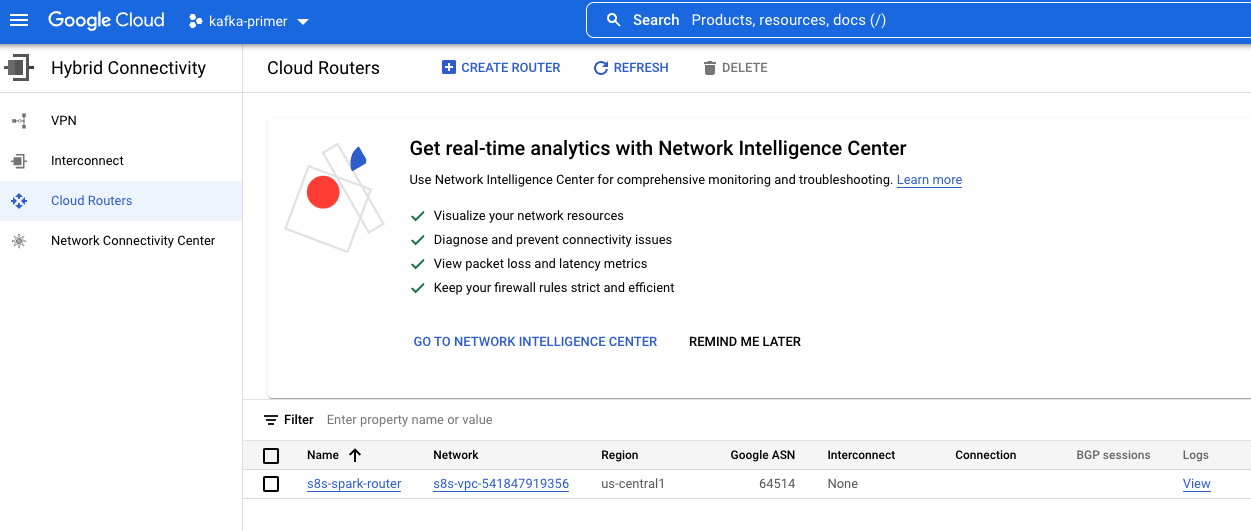 Google Cloud kafka-primer Search Products, resources, docs (/)
Hybrid Connectivity
Cloud Routers CREATE ROUTER REFRESH DELETE
VPN
Interconnect
Cloud Routers
Network Connectivity Center
Get real-time analytics with Network Intelligence Center
Use Network Intelligence Center for comprehensive monitoring and troubleshooting. Learn more
Visualize your network resources
Diagnose and prevent connectivity issues
View packet loss and latency metrics
Keep your firewall rules strict and efficient
GO TO NETWORK INTELLIGENCE CENTER REMIND ME LATER
Filter Enter property name or value
Name Network Region Google ASN Interconnect Connection BGP sessions Logs
s8s-spark-router s8s-vpc-541847919356 us-central1 64514 None View